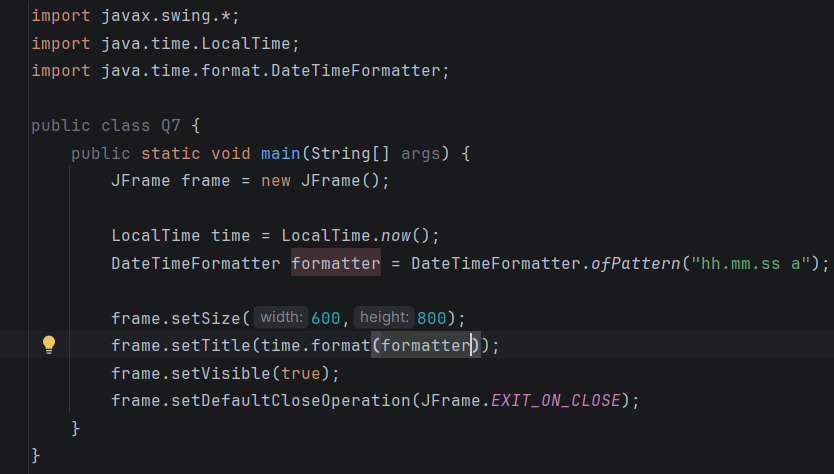 import javax.swing.*;
import java.time.LocalTime;
import java.time.format.DateTimeFormatter;

public class Q7 {
    public static void main(String[] args) {
        JFrame frame = new JFrame();

        LocalTime time = LocalTime.now();
        DateTimeFormatter formatter = DateTimeFormatter.ofPattern("hh.mm.ss a");

        frame.setSize( width: 600, height: 800);
        frame.setTitle(time.format(formatter));
        frame.setVisible(true);
        frame.setDefaultCloseOperation(JFrame.EXIT_ON_CLOSE);
    }
}